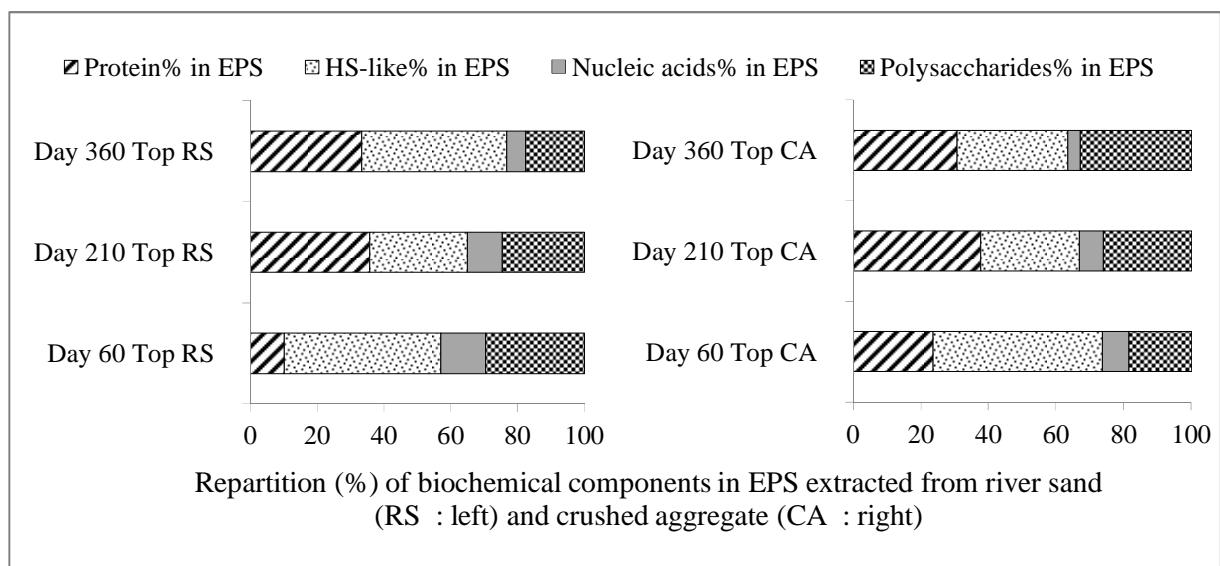 Protein% in EPS HS-like% in EPS Nucleic acids% in EPS Polysaccharides% in EPS
Day 360 Top RS
Day 210 Top RS
Day 60 Top RS
0 20 40 60 80 100
Day 360 Top CA
Day 210 Top CA
Day 60 Top CA
0 20 40 60 80 100
Repartition (%) of biochemical components in EPS extracted from river sand
(RS : left) and crushed aggregate (CA : right)